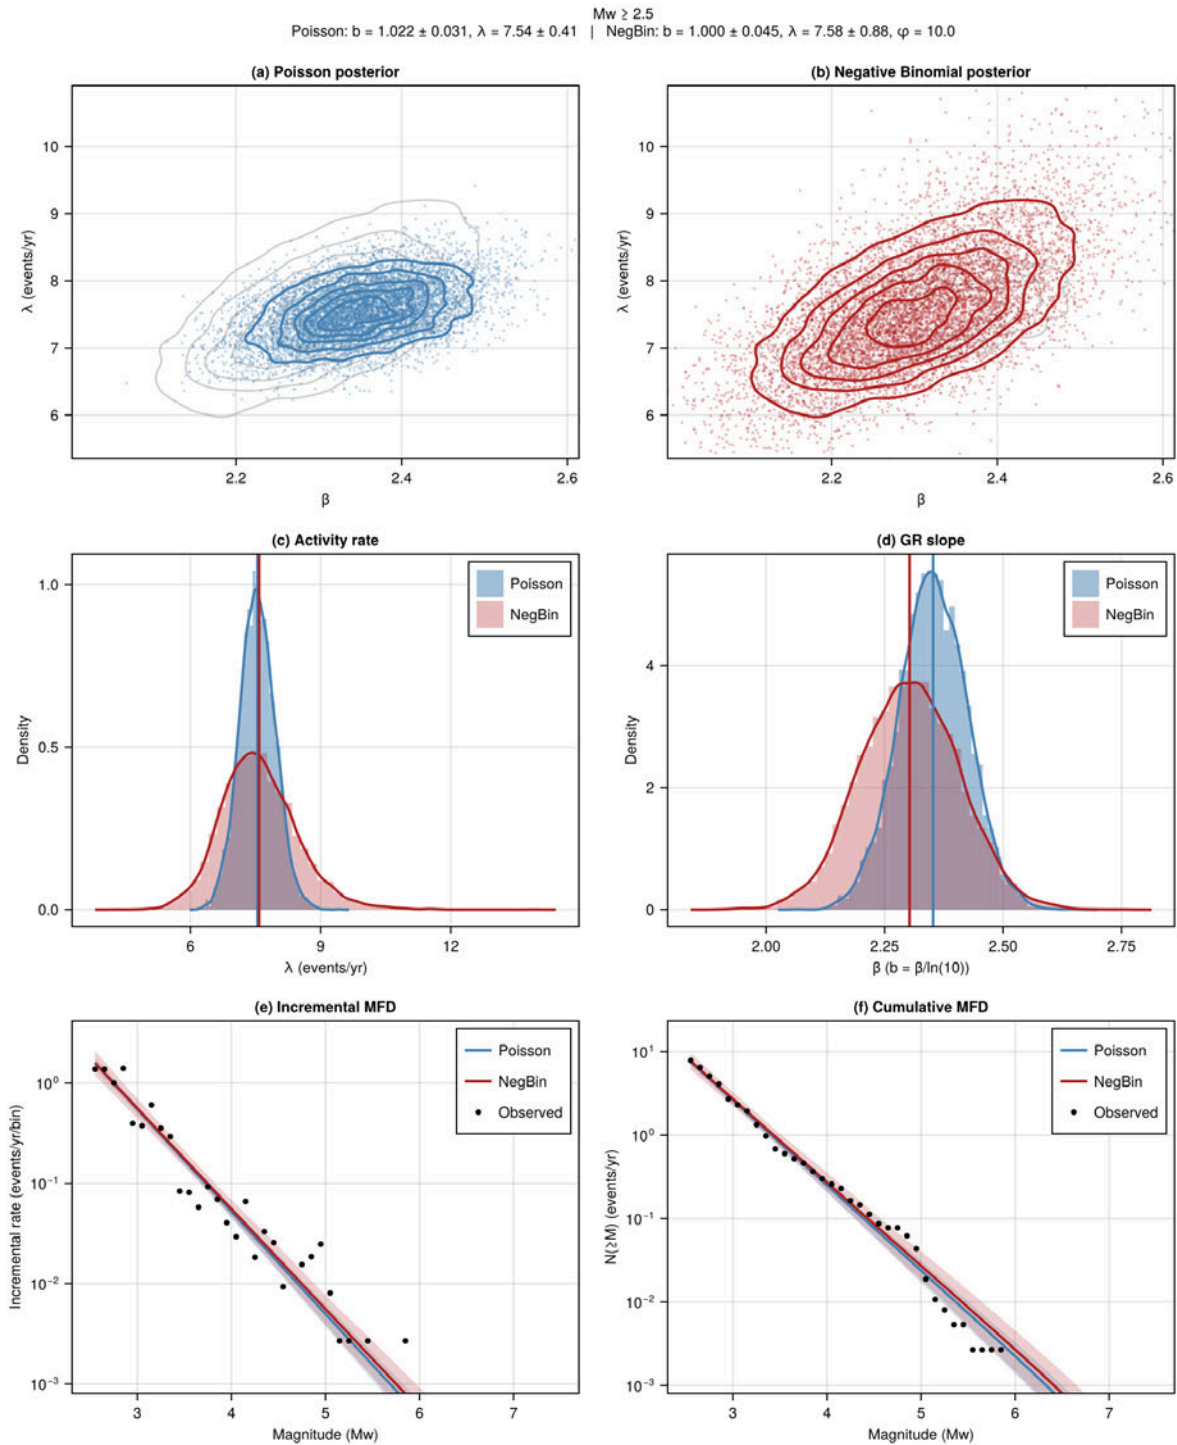 Mw ≥ 2.5
Poisson: b = 1.022 ± 0.031, λ = 7.54 ± 0.41 | NegBin: b = 1.000 ± 0.045, λ = 7.58 ± 0.88, φ = 10.0
(a) Poisson posterior
10
9
8
7
6
λ (events/yr)
2.2
2.4
2.6
β
(b) Negative Binomial posterior
10
9
8
7
6
λ (events/yr)
2.2
2.4
2.6
β
(c) Activity rate
Poisson
NegBin
1.0
0.5
0.0
Density
6
9
12
λ (events/yr)
(d) GR slope
Poisson
NegBin
4
2
0
Density
2.00
2.25
2.50
2.75
β (b = β/ln(10))
(e) Incremental MFD
Poisson
NegBin
Observed
10⁰
10⁻¹
10⁻²
10⁻³
Incremental rate (events/yr/bin)
3
4
5
6
7
Magnitude (Mw)
(f) Cumulative MFD
Poisson
NegBin
Observed
10¹
10⁰
10⁻¹
10⁻²
10⁻³
N(≥M) (events/yr)
3
4
5
6
7
Magnitude (Mw)